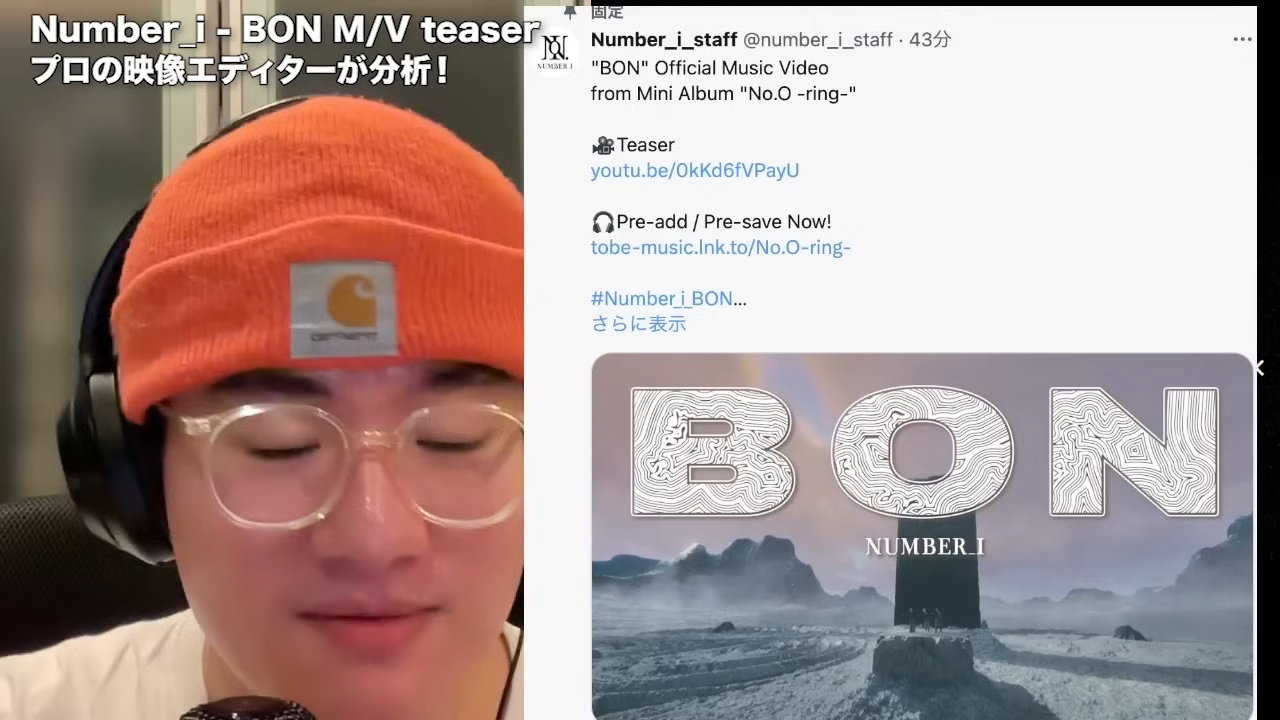 Number_i - BON M/V teaser
プロの映像エディターが分析！
固定
Number_i_staff @number_i_staff · 43分
NUMBER_I
"BON" Official Music Video
from Mini Album "No.O -ring-"
🎥Teaser
youtu.be/0kKd6fVPayU
🎧Pre-add / Pre-save Now!
tobe-music.lnk.to/No.O-ring-
#Number_i_BON...
さらに表示
BON
NUMBER_I
carhartt